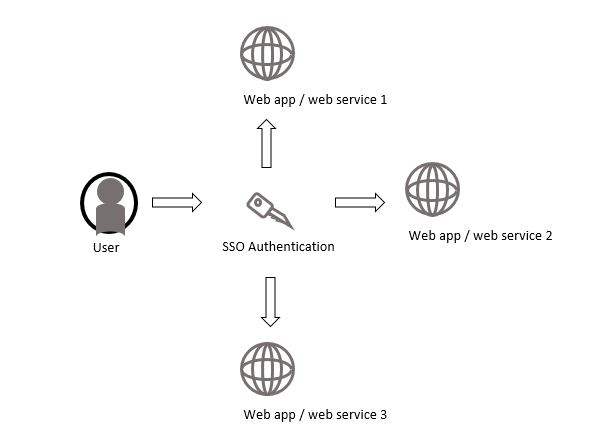 Web app / web service 1
User
SSO Authentication
Web app / web service 2
Web app / web service 3